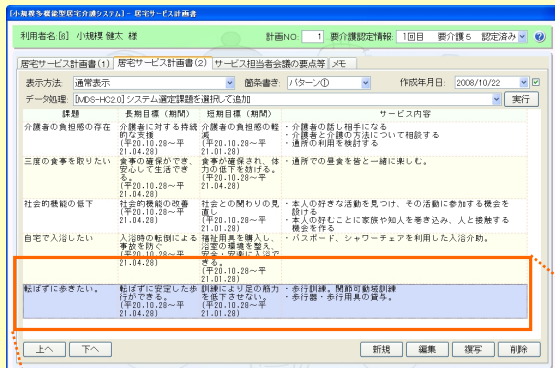 [小規模多機能型居宅介護システム] - 居宅サービス計画書
利用者名:[8] 小規模 健太 様
計画NO: 1 要介護認定情報: 1回目 要介護5 認定済み
居宅サービス計画書(1) 居宅サービス計画書(2) サービス担当者会議の要点等 メモ
表示方法: 通常表示 箇条書き: パターン① 作成年月日: 2008/10/22
データ処理: [MDS-HC2.0]システム選定課題を選択して追加 実行
課題 長期目標(期間) 短期目標(期間) サービス内容
介護者の負担感の存在 介護者に対する持続 介護者の負担感の軽 ・介護者の話し相手になる
的な支援 減 ・介護者と介護の方法について相談する
(平20.10.28～平 (平20.10.28～平 ・通所の利用を検討する
21.04.28) 21.01.28)
三度の食事を取りたい 食事の確保ができ、 食事が確保され、体 ・通所での昼食を皆と一緒に楽しむ。
安心して生活でき 力の低下を妨げる。
る。 (平20.10.28～平
(平20.10.28～平 21.01.28)
21.04.28)
社会的機能の低下 社会的機能の改善 社会との関わりの見 ・本人の好きな活動を見つけ、その活動に参加する機会を
(平20.10.28～平 直し 設ける
21.04.28) (平20.10.28～平 ・本人の好むことに家族や知人を巻き込み、人と接触する
21.01.28) 機会を作る
自宅で入浴したい 入浴時の転倒による 福祉用具を購入し、 ・バスボード、シャワーチェアを利用した入浴介助。
事故を防ぐ 浴室の環境を整え、
(平20.10.28～平 安全・安楽に入浴で
21.04.28) きる。
(平20.10.28～平
21.01.28)
転ばずに歩きたい。 転ばずに安定した歩 訓練により足の筋力 ・歩行訓練。関節可動域訓練
行ができる。 を低下させない。 ・歩行器・歩行用具の貸与。
(平20.10.28～平 (平20.10.28～平
21.04.28) 21.01.28)
上へ 下へ 新規 編集 複写 削除